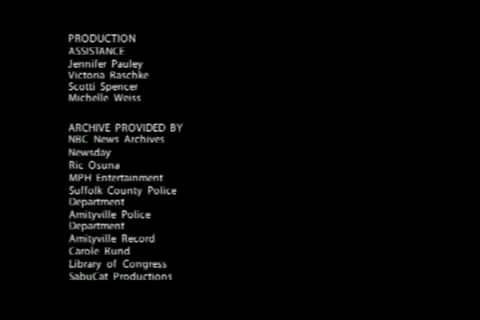 PRODUCTION
ASSISTANCE
Jennifer Pauley
Victoria Raschke
Scotti Spencer
Michelle Weiss
ARCHIVE PROVIDED BY
NBC News Archives
Newsday
Ric Osuna
MPH Entertainment
Suffolk County Police
Department
Amityville Police
Department
Amityville Record
Carole Rund
Library of Congress
SabuCat Productions